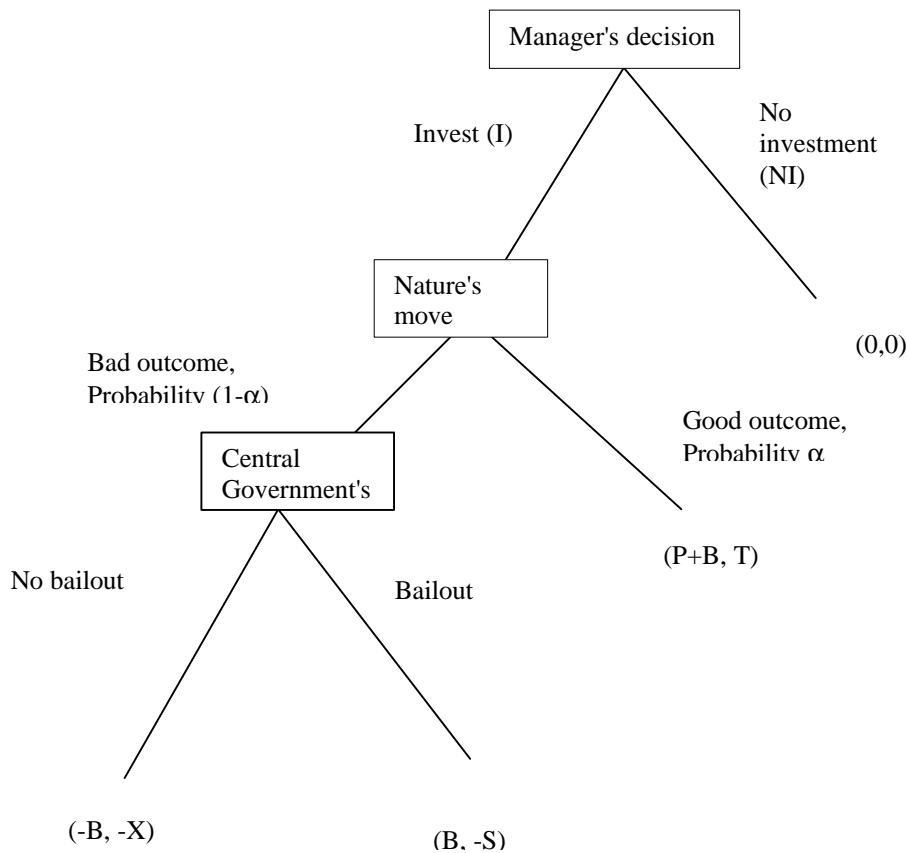 Manager's decision
Invest (I)
No
investment
(NI)
Nature's
move
(0,0)
Bad outcome,
Probability (1-α)
Good outcome,
Probability α
Central
Government's
(P+B, T)
No bailout
Bailout
(-B, -X)
(B, -S)